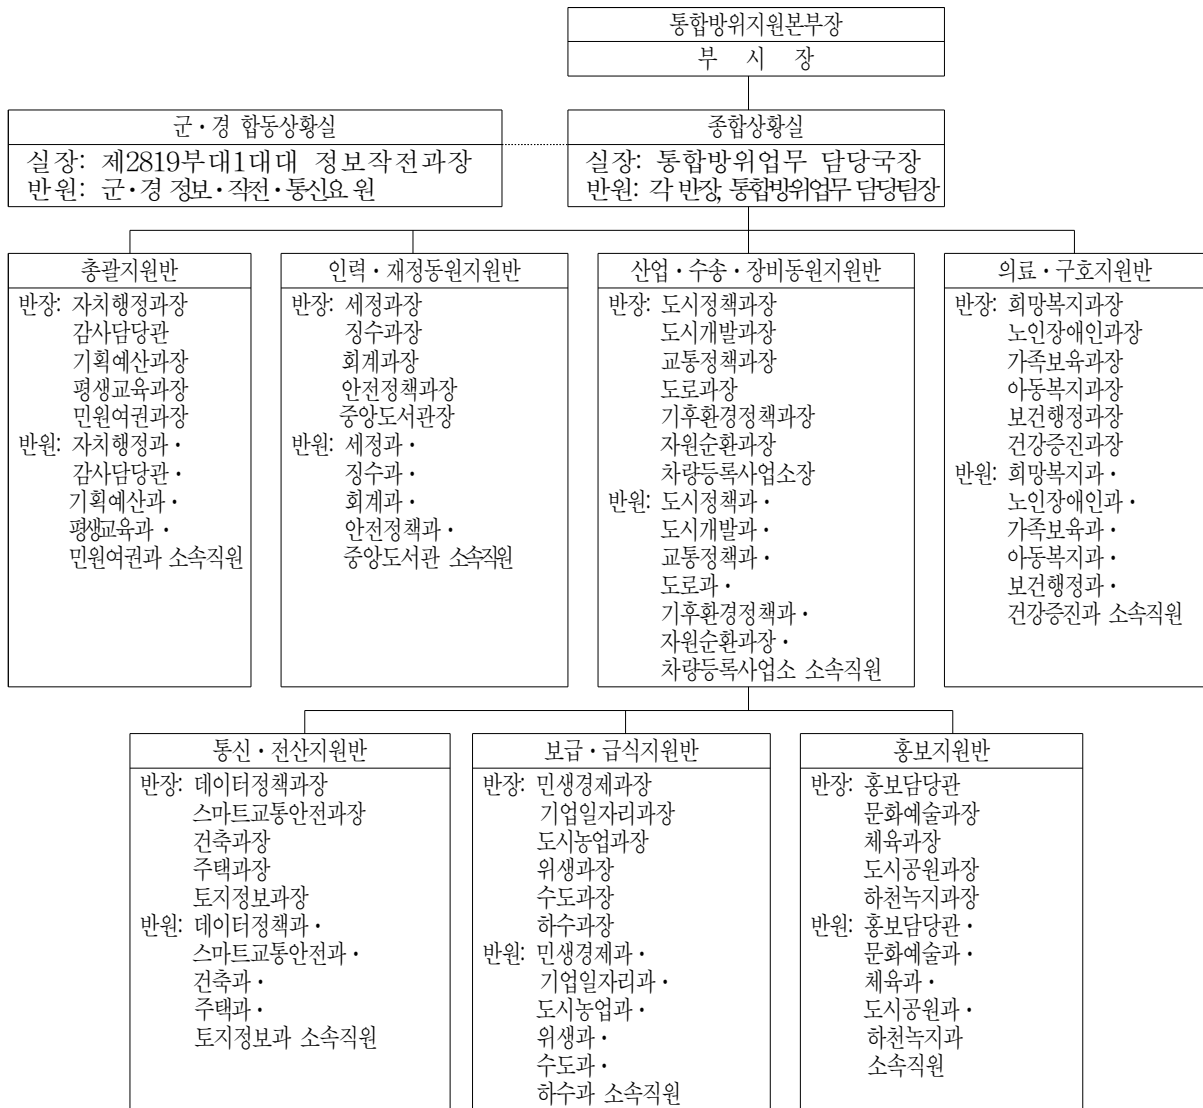 통합방위지원본부장
부 시 장
군·경 합동상황실
실장: 제2819부대1대대 정보작전과장
반원: 군·경 정보·작전·통신요원
종합상황실
실장: 통합방위업무 담당국장
반원: 각 반장, 통합방위업무 담당팀장
총괄지원반
반장: 자치행정과장
감사담당관
기획예산과장
평생교육과장
민원여권과장
반원: 자치행정과·
감사담당관·
기획예산과·
평생교육과·
민원여권과 소속직원
인력·재정동원지원반
반장: 세정과장
징수과장
회계과장
안전정책과장
중앙도서관장
반원: 세정과·
징수과·
회계과·
안전정책과·
중앙도서관 소속직원
산업·수송·장비동원지원반
반장: 도시정책과장
도시개발과장
교통정책과장
도로과장
기후환경정책과장
자원순환과장
차량등록사업소장
반원: 도시정책과·
도시개발과·
교통정책과·
도로과·
기후환경정책과·
자원순환과장·
차량등록사업소 소속직원
의료·구호지원반
반장: 희망복지과장
노인장애인과장
가족보육과장
아동복지과장
보건행정과장
건강증진과장
반원: 희망복지과·
노인장애인과·
가족보육과·
아동복지과·
보건행정과·
건강증진과 소속직원
통신·전산지원반
반장: 데이터정책과장
스마트교통안전과장
건축과장
주택과장
토지정보과장
반원: 데이터정책과·
스마트교통안전과·
건축과·
주택과·
토지정보과 소속직원
보급·급식지원반
반장: 민생경제과장
기업일자리과장
도시농업과장
위생과장
수도과장
하수과장
반원: 민생경제과·
기업일자리과·
도시농업과·
위생과·
수도과·
하수과 소속직원
홍보지원반
반장: 홍보담당관
문화예술과장
체육과장
도시공원과장
하천녹지과장
반원: 홍보담당관·
문화예술과·
체육과·
도시공원과·
하천녹지과
소속직원